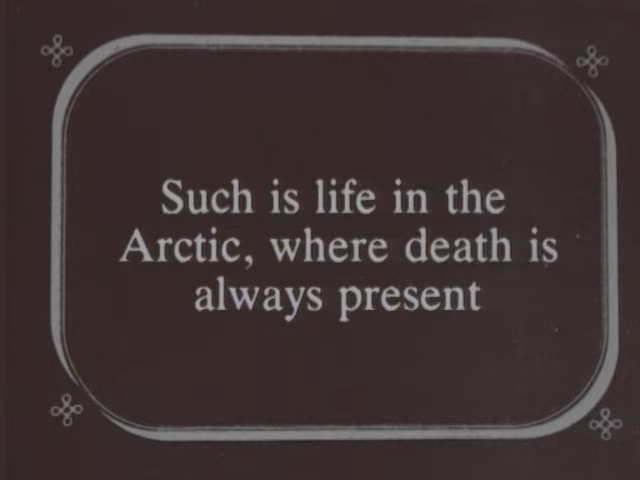 Such is life in the
Arctic, where death is
always present